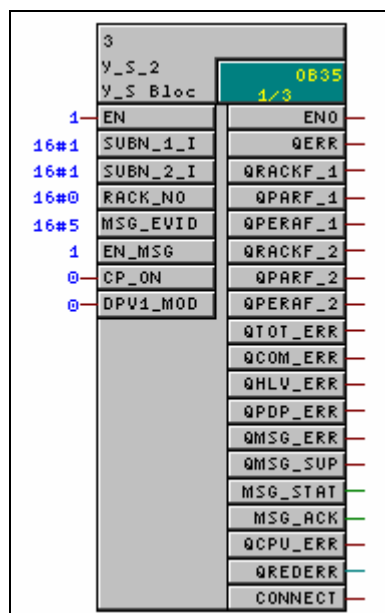 3
Y_S_2
Y_S Bloc
OB35
1/3
1 EN ENO
16#1 SUBN_1_I QERR
16#1 SUBN_2_I QRACKF_1
16#0 RACK_NO QPARF_1
16#5 MSG_EVID QPERAF_1
1 EN_MSG QRACKF_2
0 CP_ON QPARF_2
0 DPV1_MOD QPERAF_2
QTOT_ERR
QCOM_ERR
QHLV_ERR
QPDP_ERR
QMSG_ERR
QMSG_SUP
MSG_STAT
MSG_ACK
QCPU_ERR
QREDERR
CONNECT